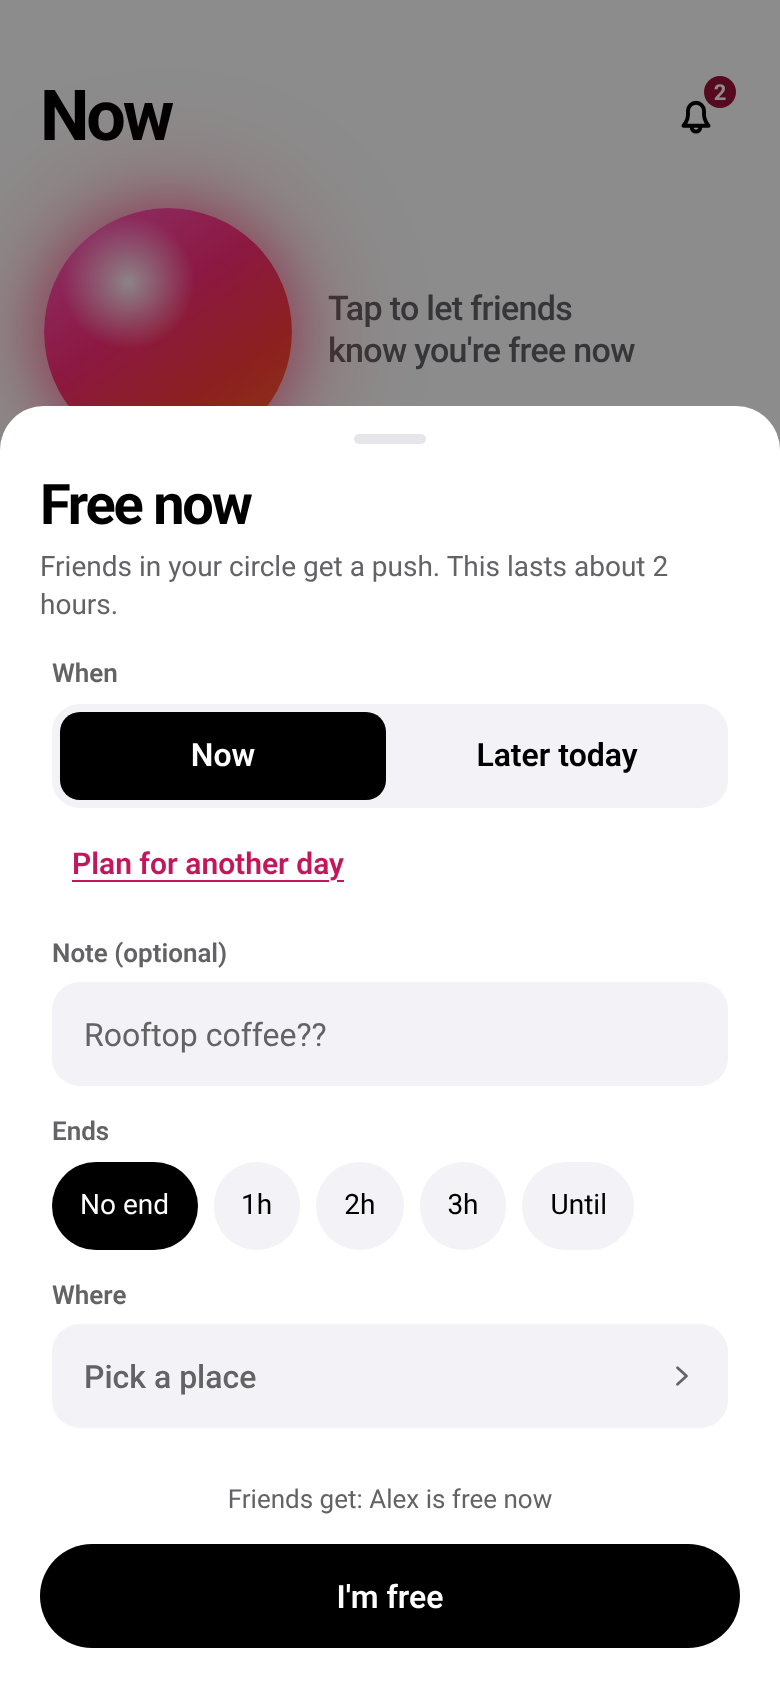 Now
2
Tap to let friends
know you're free now
Free now
Friends in your circle get a push. This lasts about 2
hours.
When
Now
Later today
Plan for another day
Note (optional)
Rooftop coffee??
Ends
No end
1h
2h
3h
Until
Where
Pick a place
Friends get: Alex is free now
I'm free